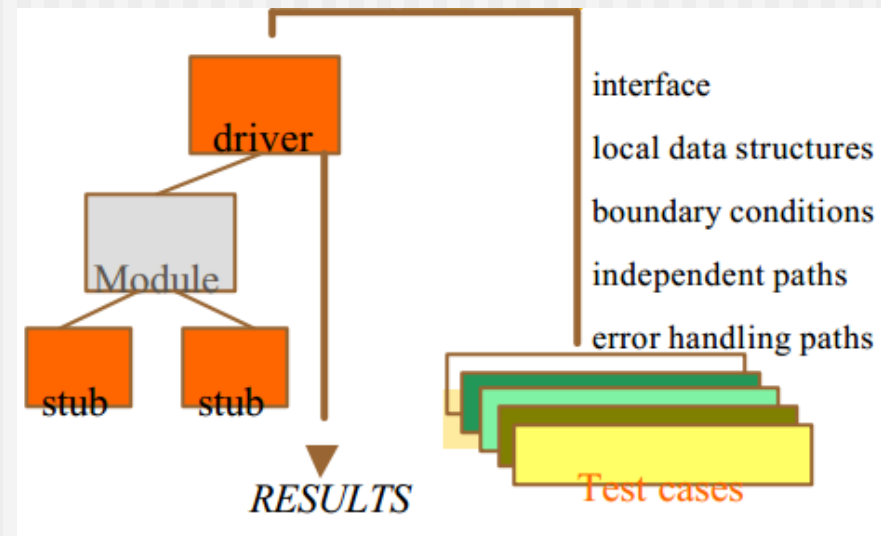 driver
Module
stub
stub
RESULTS
interface
local data structures
boundary conditions
independent paths
error handling paths
Test cases